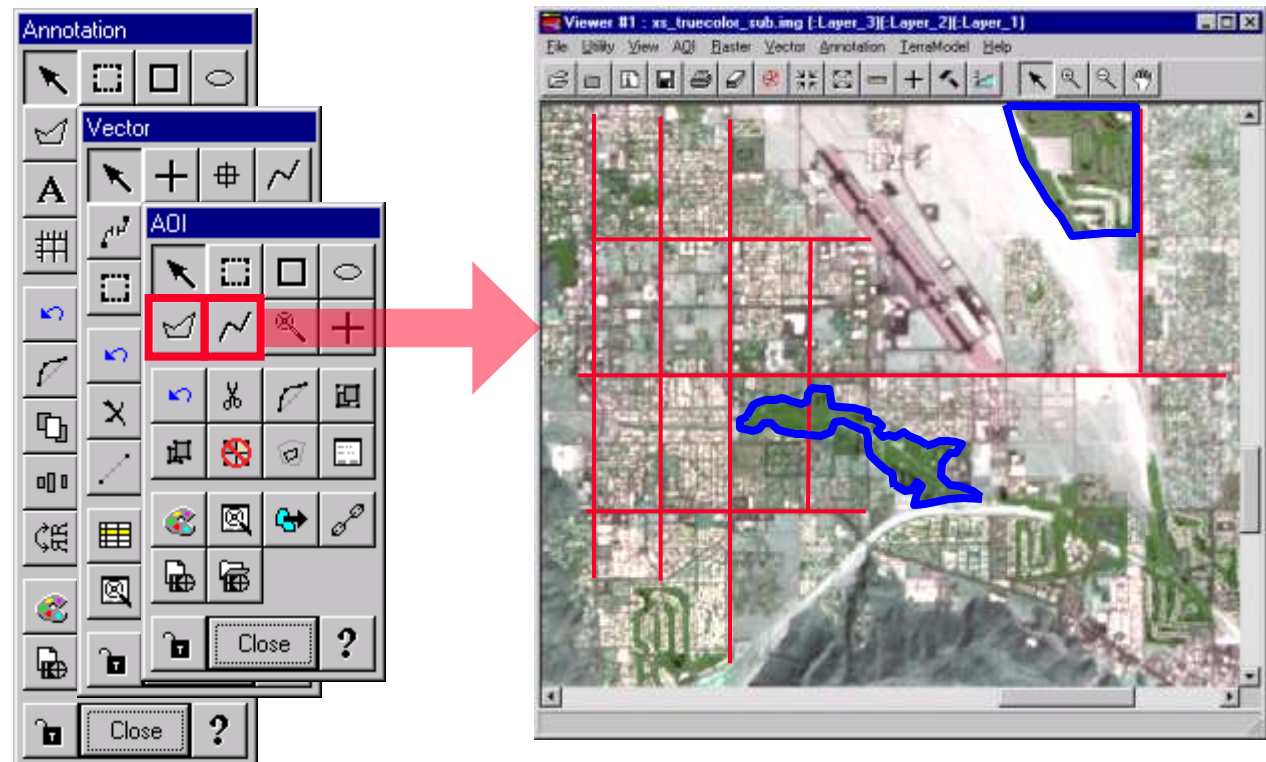 Annotation
A
Close
?
Vector
AOI
Close
?
Viewer #1 : xs_truecolor_sub.img (:Layer_3)(:Layer_2)(:Layer_1)
File Utility View AOI Raster Vector Annotation TerraModel Help